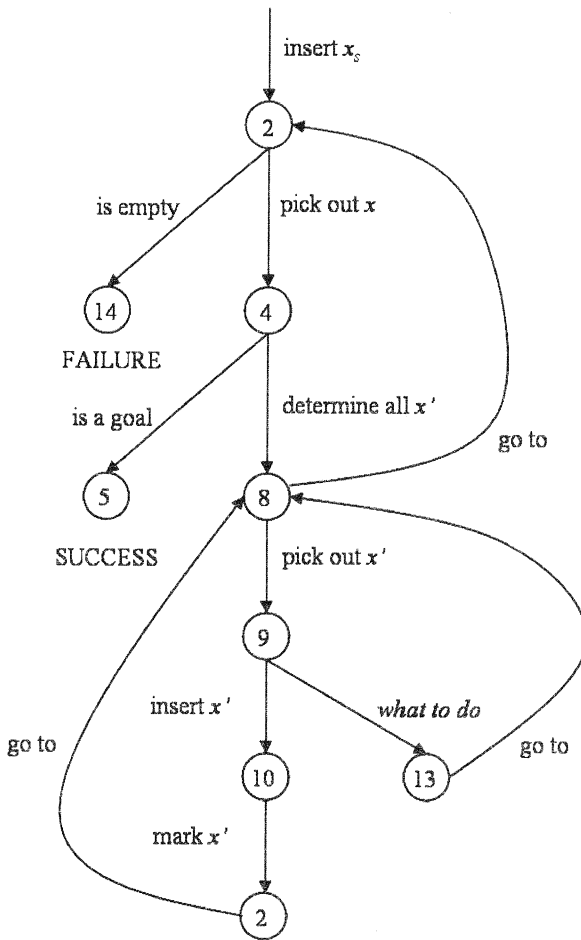 insert xₛ
2
is empty
pick out x
14
4
FAILURE
is a goal
determine all x'
go to
5
8
SUCCESS
pick out x'
9
insert x'
what to do
go to
go to
10
13
mark x'
2